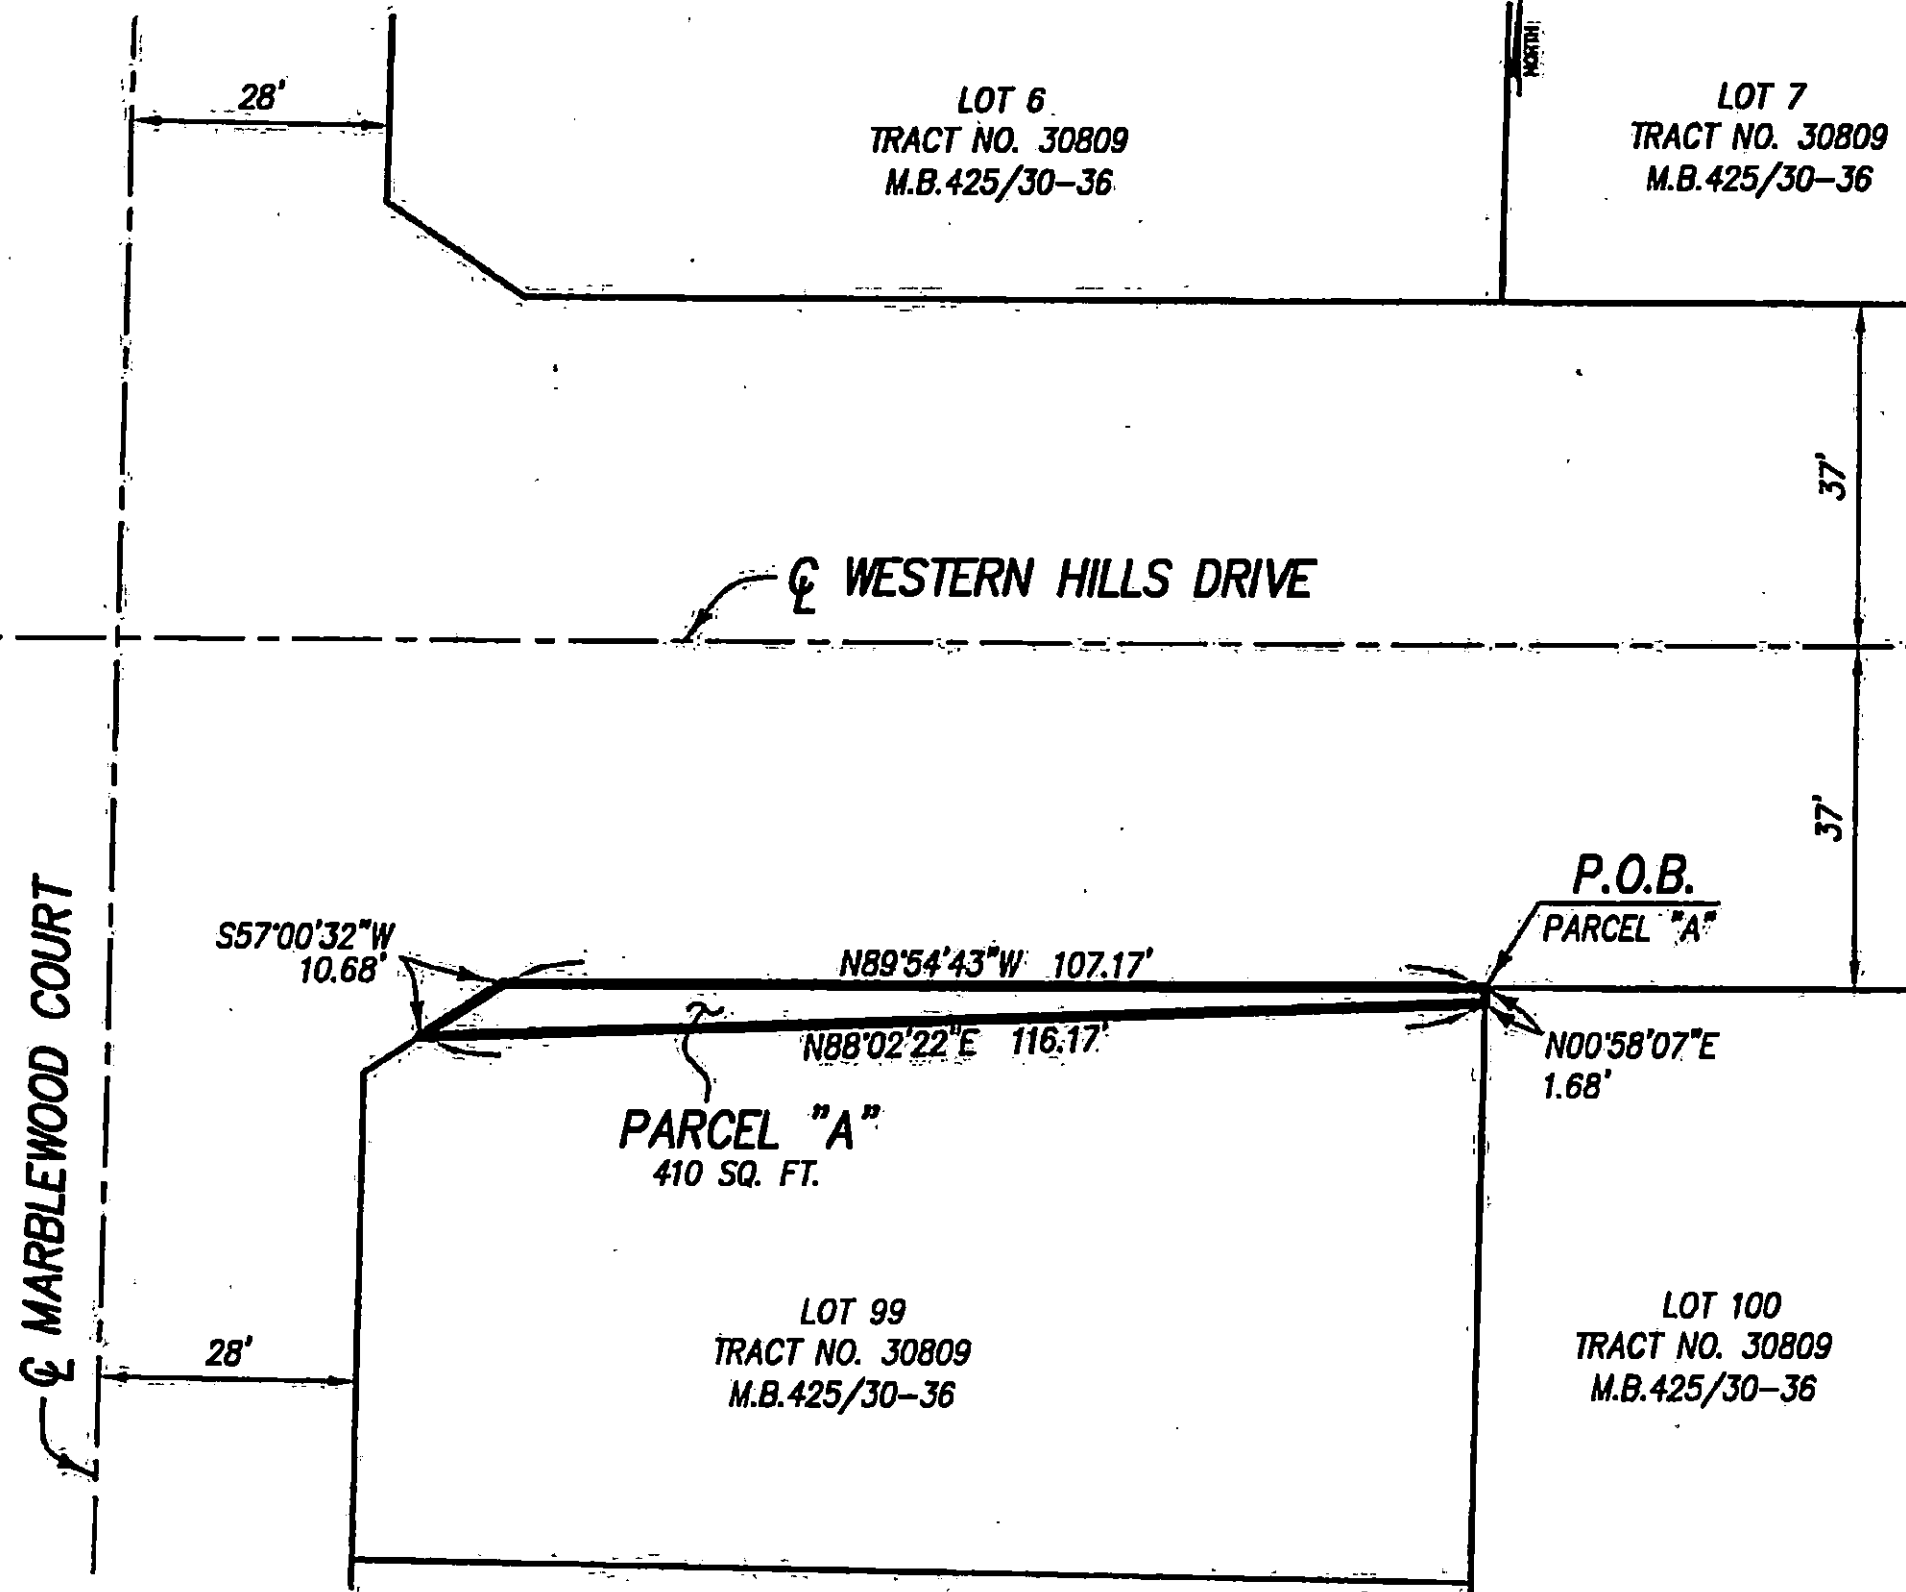 NORTH
28'
LOT 6
TRACT NO. 30809
M.B.425/30-36
LOT 7
TRACT NO. 30809
M.B.425/30-36
37'
℄ WESTERN HILLS DRIVE
37'
P.O.B.
PARCEL "A"
S57°00'32"W
10.68'
N89°54'43"W 107.17'
N88°02'22"E 116.17'
N00°58'07"E
1.68'
PARCEL "A"
410 SQ. FT.
℄ MARBLEWOOD COURT
28'
LOT 99
TRACT NO. 30809
M.B.425/30-36
LOT 100
TRACT NO. 30809
M.B.425/30-36